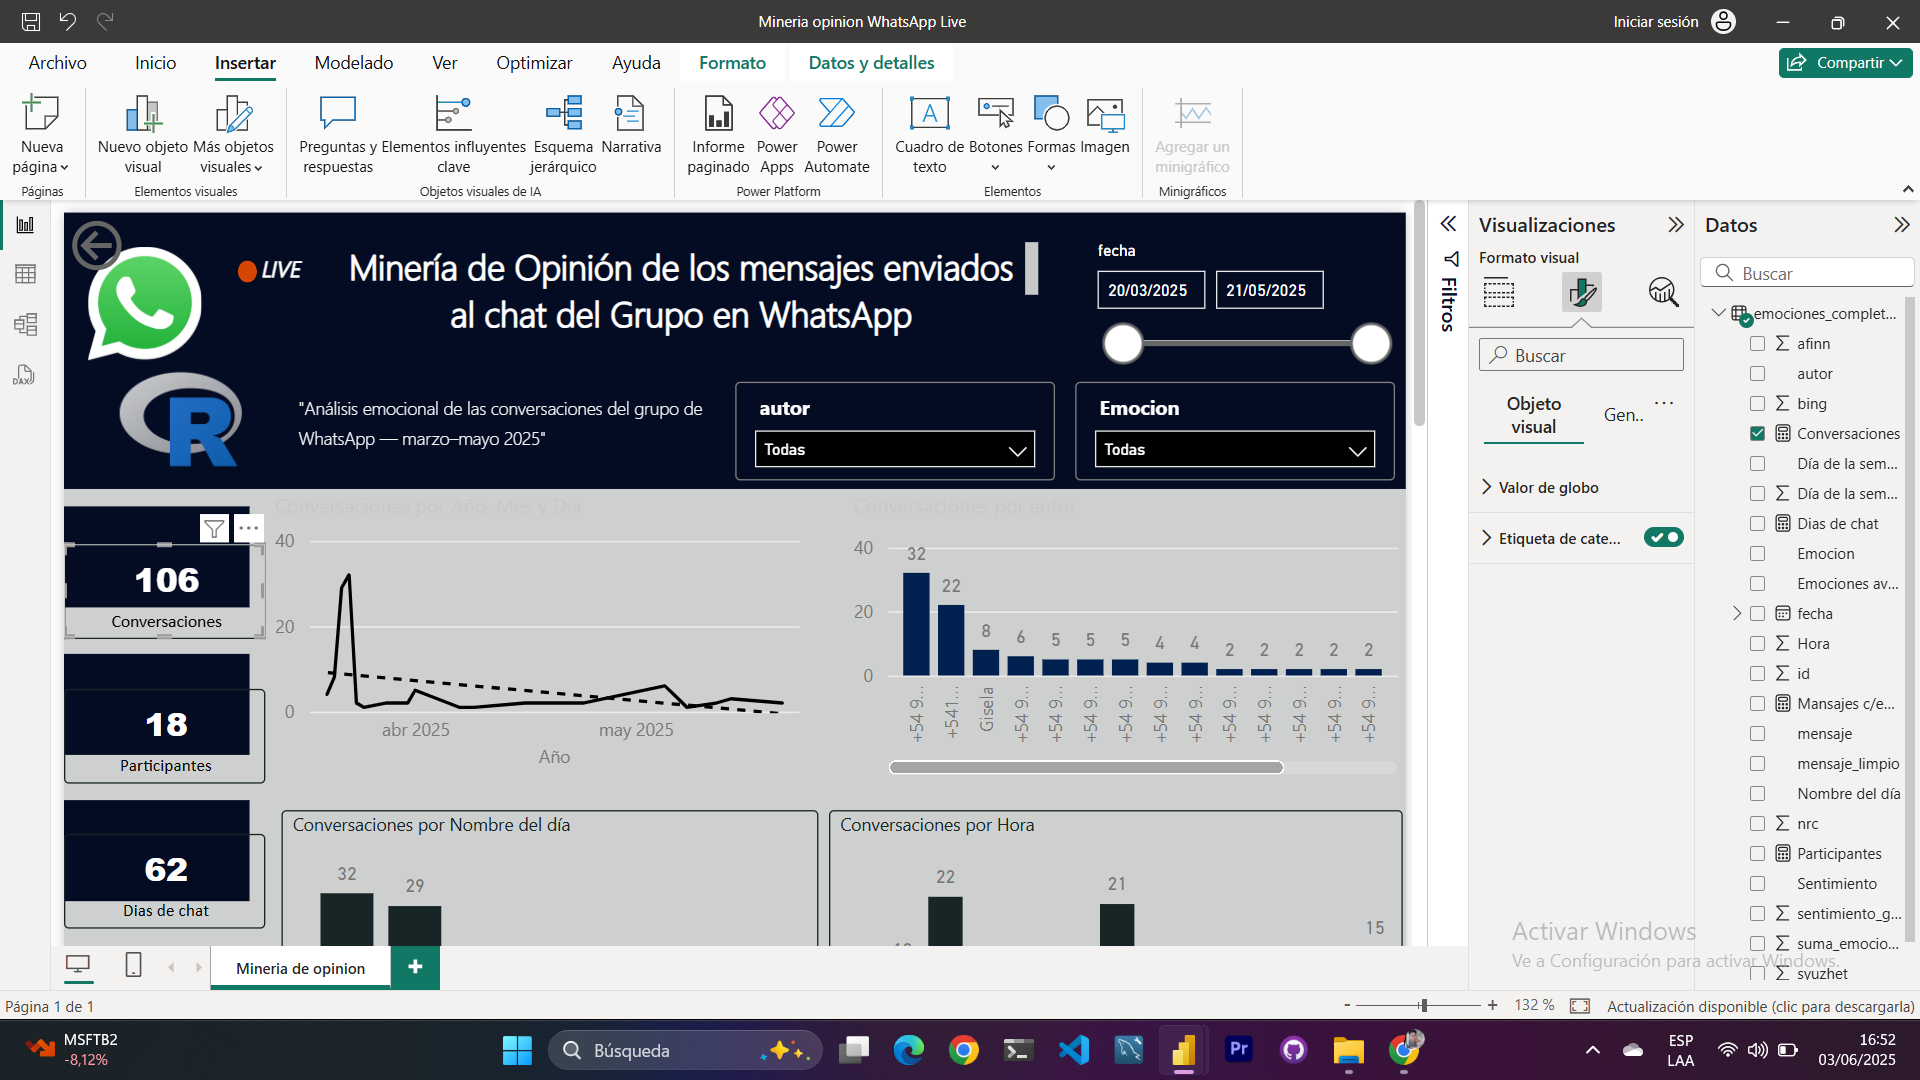 Mineria opinion WhatsApp Live
Iniciar sesión
Archivo
Inicio
Insertar
Modelado
Ver
Optimizar
Ayuda
Formato
Datos y detalles
Compartir
Nueva página
Nuevo objeto visual
Más objetos visuales
Preguntas y respuestas
Elementos influyentes clave
Esquema jerárquico
Narrativa
Informe paginado
Power Apps
Power Automate
Cuadro de texto
Botones
Formas
Imagen
Agregar un minigráfico
Páginas
Elementos visuales
Objetos visuales de IA
Power Platform
Elementos
Minigráficos
DAX
LIVE
Minería de Opinión de los mensajes enviados
al chat del Grupo en WhatsApp
fecha
20/03/2025
21/05/2025
R
"Análisis emocional de las conversaciones del grupo de
WhatsApp — marzo–mayo 2025"
autor
Todas
Emocion
Todas
106
Conversaciones
18
Participantes
62
Dias de chat
Conversaciones por Año, Mes y Día
40
20
0
abr 2025
may 2025
Año
Conversaciones por autor
40
20
0
32
22
8
6
5
5
5
4
4
2
2
2
2
2
+54 9...
+541...
Gisela
+54 9...
+54 9...
+54 9...
+54 9...
+54 9...
+54 9...
+54 9...
+54 9...
+54 9...
+54 9...
+54 9...
Conversaciones por Nombre del día
32
29
Conversaciones por Hora
22
21
15
Filtros
Visualizaciones
Formato visual
Buscar
Objeto visual
Gen..
...
Valor de globo
Etiqueta de cate...
Datos
Buscar
emociones_complet...
afinn
autor
bing
Conversaciones
Día de la sem...
Día de la sem...
Dias de chat
Emocion
Emociones av...
fecha
Hora
id
Mansajes c/e...
mensaje
mensaje_limpio
Nombre del día
nrc
Participantes
Sentimiento
sentimiento_g...
suma_emocio...
syuzhet
Activar Windows
Ve a Configuración para activar Windows.
Mineria de opinion
Página 1 de 1
132 %
Actualización disponible (clic para descargarla)
MSFTB2
-8,12%
Búsqueda
Pr
ESP
LAA
16:52
03/06/2025